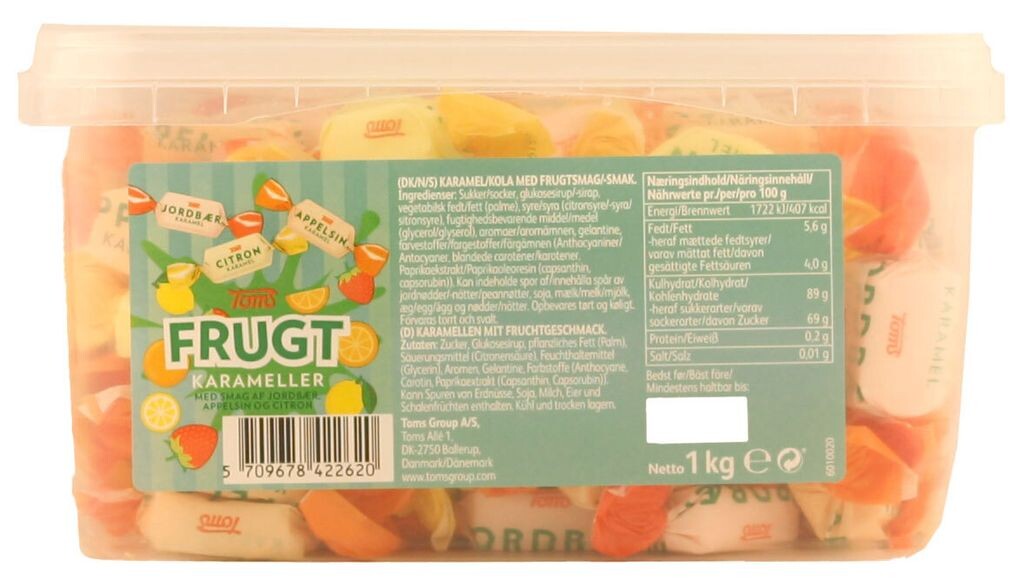 JORDBÆR
KARAMEL
APPELSIN
KARAMEL
CITRON
KARAMEL
Toms
FRUGT
KARAMELLER
MED SMAG AF JORDBÆR,
APPELSIN OG CITRON
5 709678 422620
(DK/N/S) KARAMEL/KOLA MED FRUGTSMAG/-SMAK.
Ingredienser: Sukker/socker, glukosesirup/-sirap,
vegetabilsk fedt/fett (palme), syre/syra (citronsyre/-syra/
sitronsyre), fugtighedsbevarende middel/medel
(glycerol/glyserol), aromaer/aromämnen, gelantine,
farvestoffer/fargestoffer/färgämnen (Anthocyaniner/
Antocyaner, blandede carotener/karotener,
Paprikaekstrakt/Paprikaoleoresin (capsanthin,
capsorubin)). Kan indeholde spor af/innehålla spår av
jordnødder/-nötter/peannøtter, soja, mælk/melk/mjölk,
æg/egg/ägg og nødder/nötter. Opbevares tørt og køligt.
Förvaras torrt och svalt.
(D) KARAMELLEN MIT FRUCHTGESCHMACK.
Zutaten: Zucker, Glukosesirup, pflanzliches Fett (Palm),
Säuerungsmittel (Citronensäure), Feuchthaltemittel
(Glycerin), Aromen, Gelantine, Farbstoffe (Anthocyane,
Carotin, Paprikaextrakt (Capsanthin, Capsorubin)).
Kann Spuren von Erdnüsse, Soja, Milch, Eier und
Schalenfrüchten enthalten. Kühl und trocken lagern.
Toms Group A/S,
Toms Allé 1,
DK-2750 Ballerup,
Danmark/Dänemark
www.tomsgroup.com
Næringsindhold/Näringsinnehåll/
Nährwerte pr./per/pro 100 g
Energi/Brennwert 1722 kJ/407 kcal
Fedt/Fett 5,6 g
-heraf mættede fedtsyrer/
varav mättat fett/davon
gesättigte Fettsäuren 4,0 g
Kulhydrat/Kolhydrat/
Kohlenhydrate 89 g
-heraf sukkerarter/varav
sockerarter/davon Zucker 69 g
Protein/Eiweiß 0,2 g
Salt/Salz 0,01 g
Bedst før/Bäst före/
Mindestens haltbar bis:
Netto 1 kg ℮
6010020
Toms
KARAMEL
Toms
Toms
Toms
ORDB
Toms